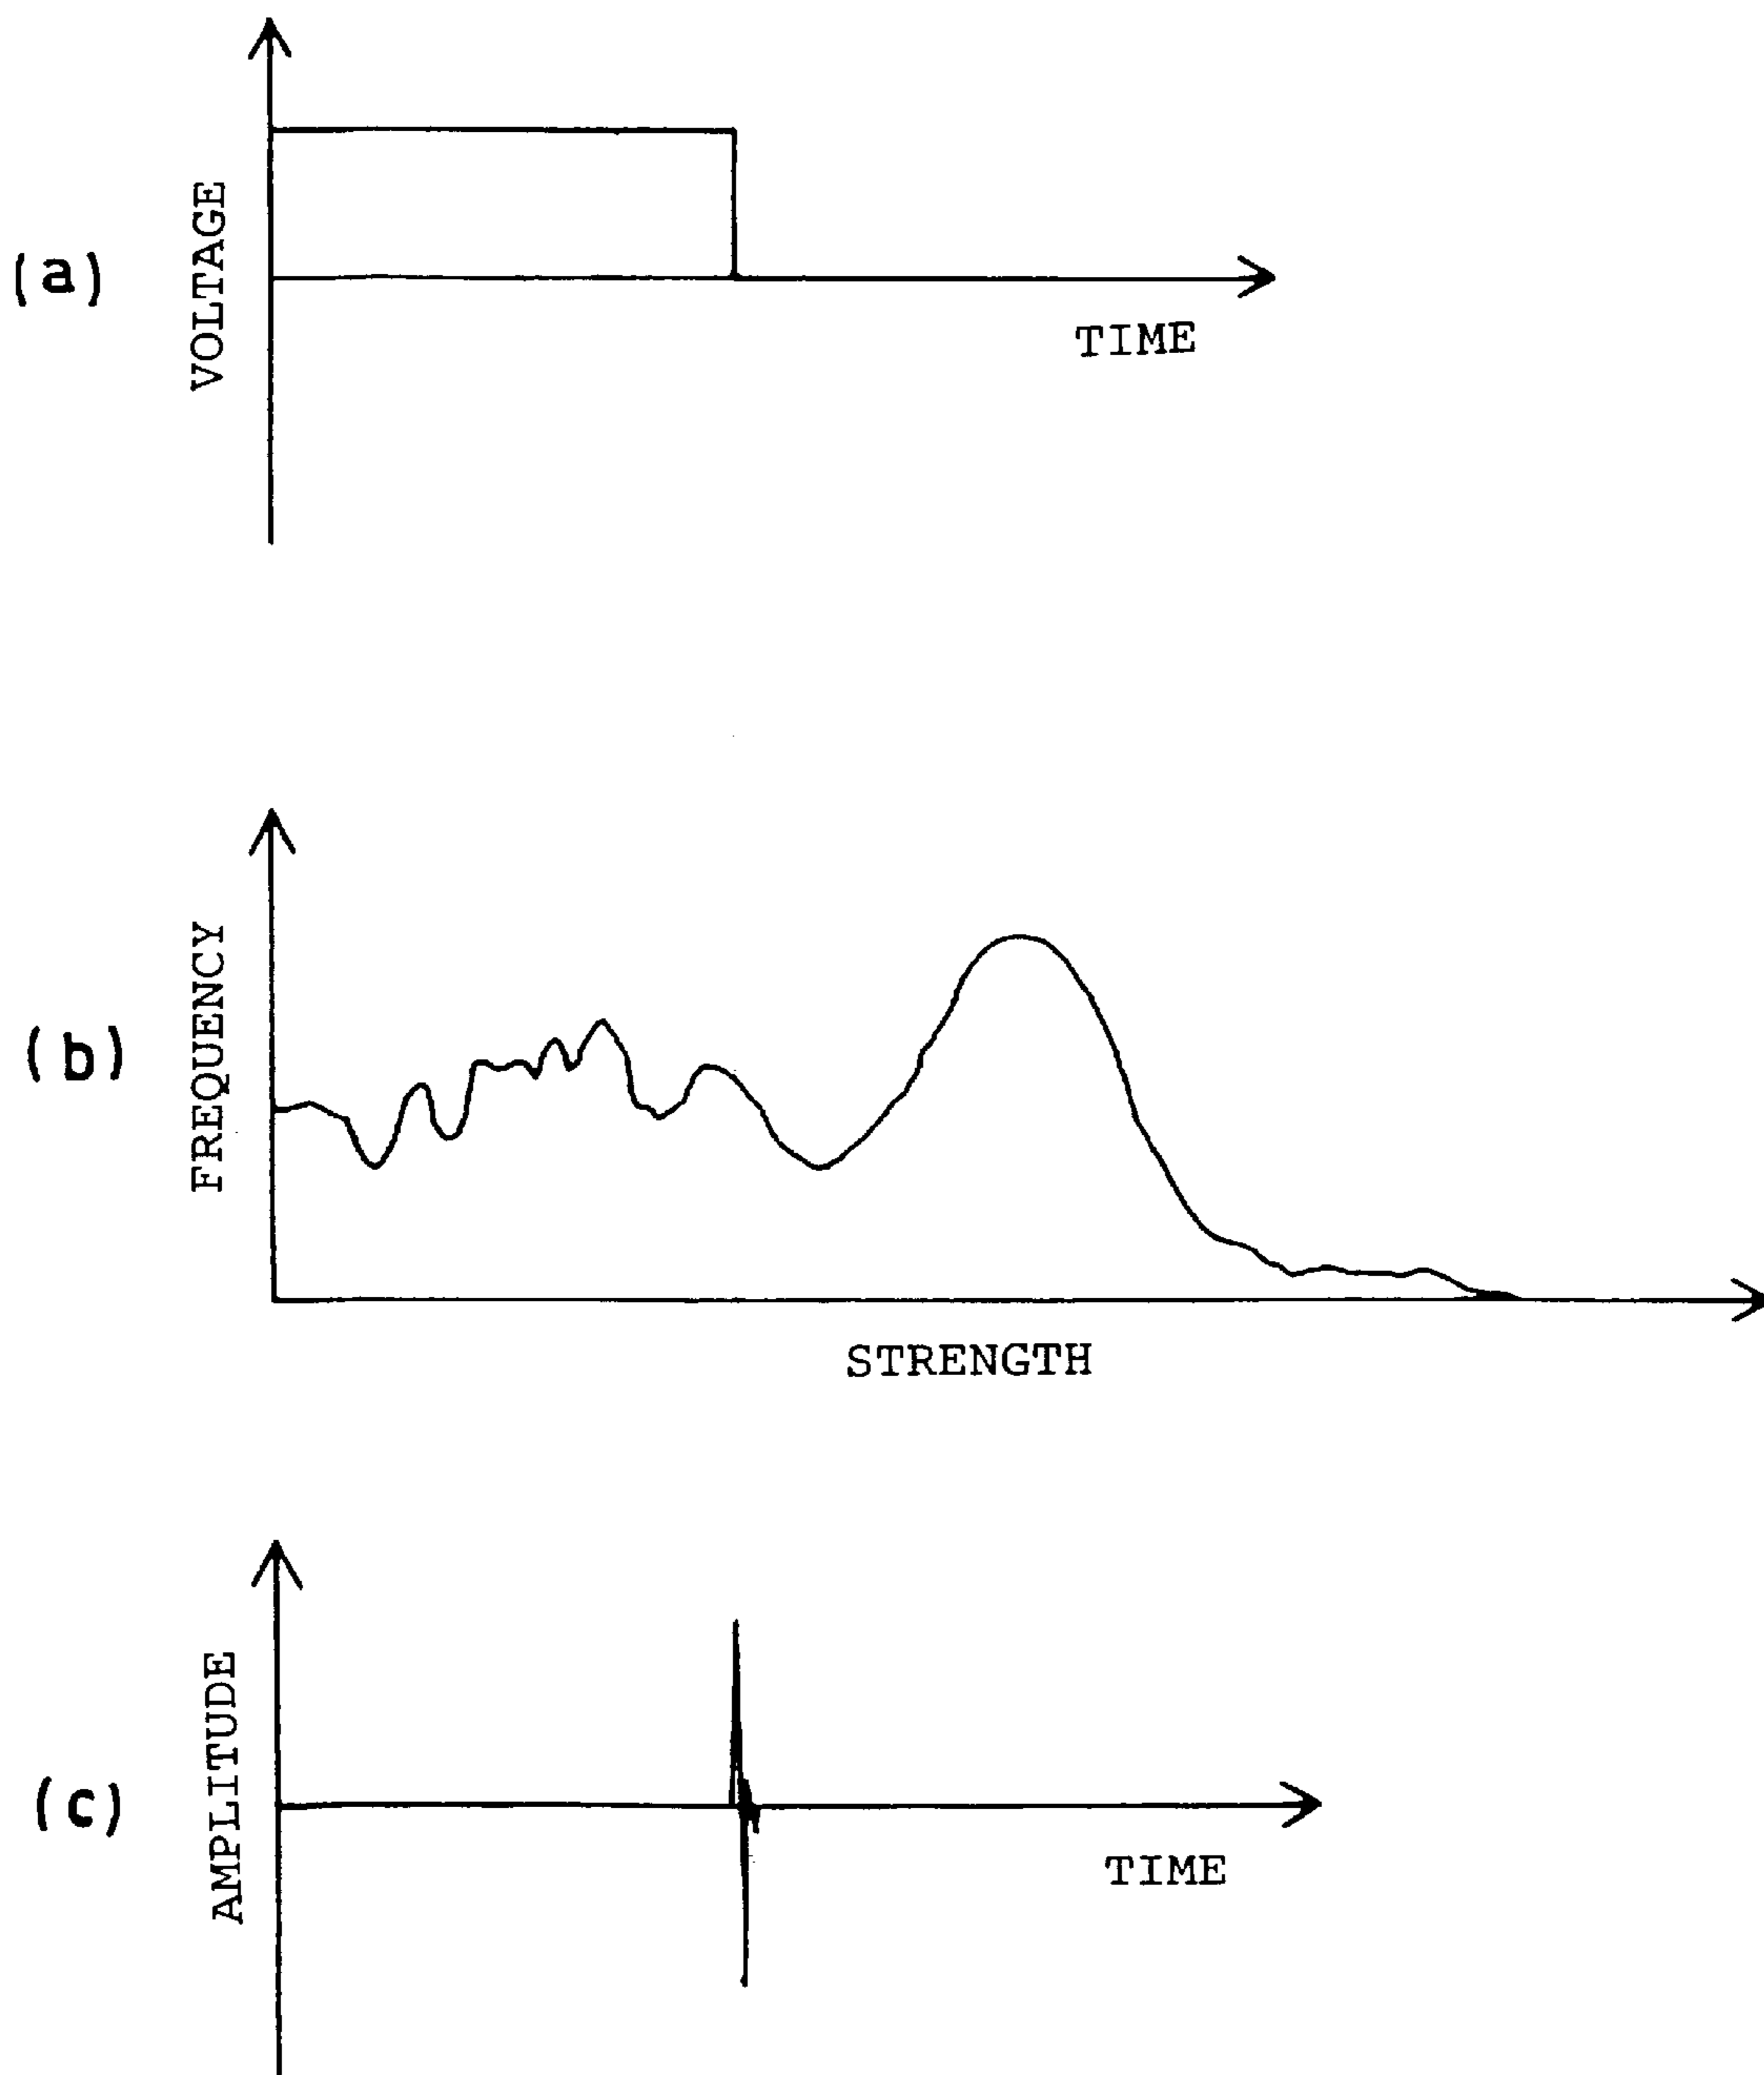 (a)
VOLTAGE
TIME
(b)
FREQUENCY
STRENGTH
(c)
AMPLITUDE
TIME